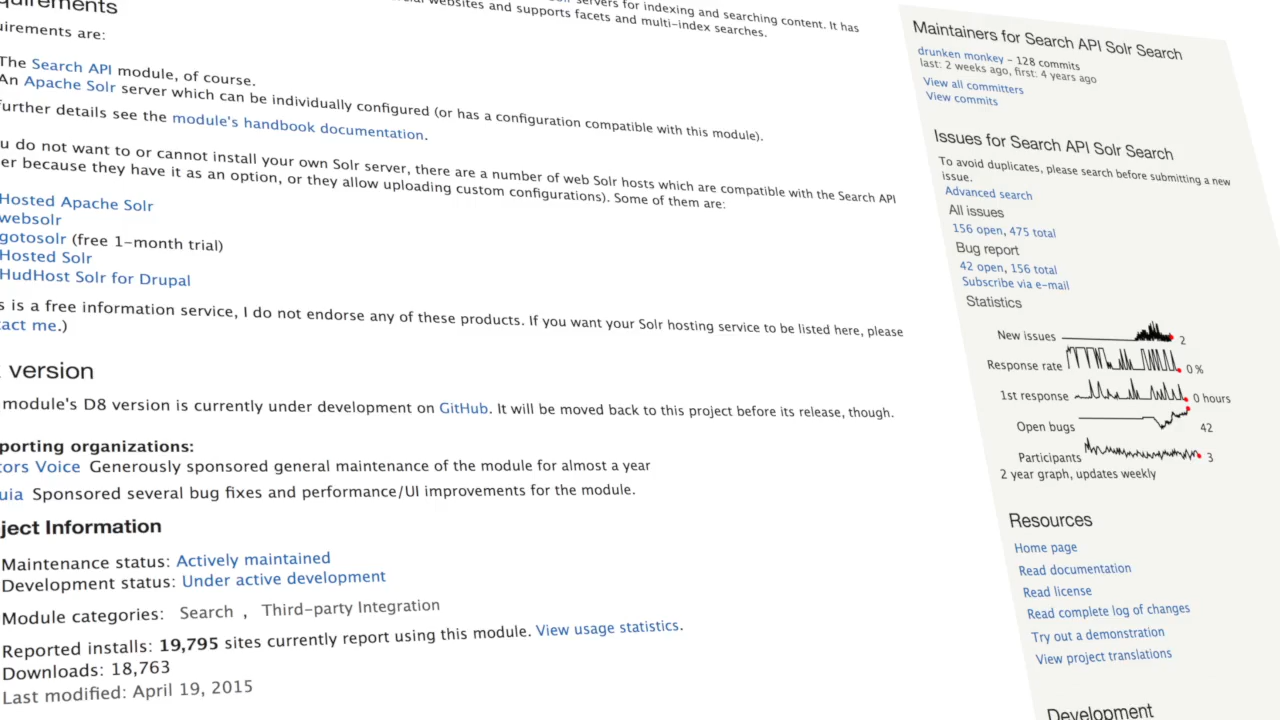 servers for indexing and searching content. It has
websites and supports facets and multi-index searches.
are:
The Search API module, of course.
An Apache Solr server which can be individually configured (or has a configuration compatible with this module).
further details see the module's handbook documentation.
do not want to or cannot install your own Solr server, there are a number of web Solr hosts which are compatible with the Search API
because they have it as an option, or they allow uploading custom configurations). Some of them are:
Hosted Apache Solr
websolr
gotosolr (free 1-month trial)
Hosted Solr
HudHost Solr for Drupal
is a free information service, I do not endorse any of these products. If you want your Solr hosting service to be listed here, please
me.)
version
module's D8 version is currently under development on GitHub. It will be moved back to this project before its release, though.
organizations:
Voice Generously sponsored general maintenance of the module for almost a year
Sponsored several bug fixes and performance/UI improvements for the module.
Information
Maintenance status: Actively maintained
Development status: Under active development
Module categories: Search , Third-party Integration
Reported installs: 19,795 sites currently report using this module. View usage statistics.
Downloads: 18,763
Last modified: April 19, 2015
Maintainers for Search API Solr Search
drunken monkey – 128 commits
last: 2 weeks ago, first: 4 years ago
View all committers
View commits
Issues for Search API Solr Search
To avoid duplicates, please search before submitting a new
issue.
Advanced search
All issues
156 open, 475 total
Bug report
42 open, 156 total
Subscribe via e-mail
Statistics
New issues 2
Response rate 0 %
1st response 0 hours
Open bugs 42
Participants 3
2 year graph, updates weekly
Resources
Home page
Read documentation
Read license
Read complete log of changes
Try out a demonstration
View project translations
Development